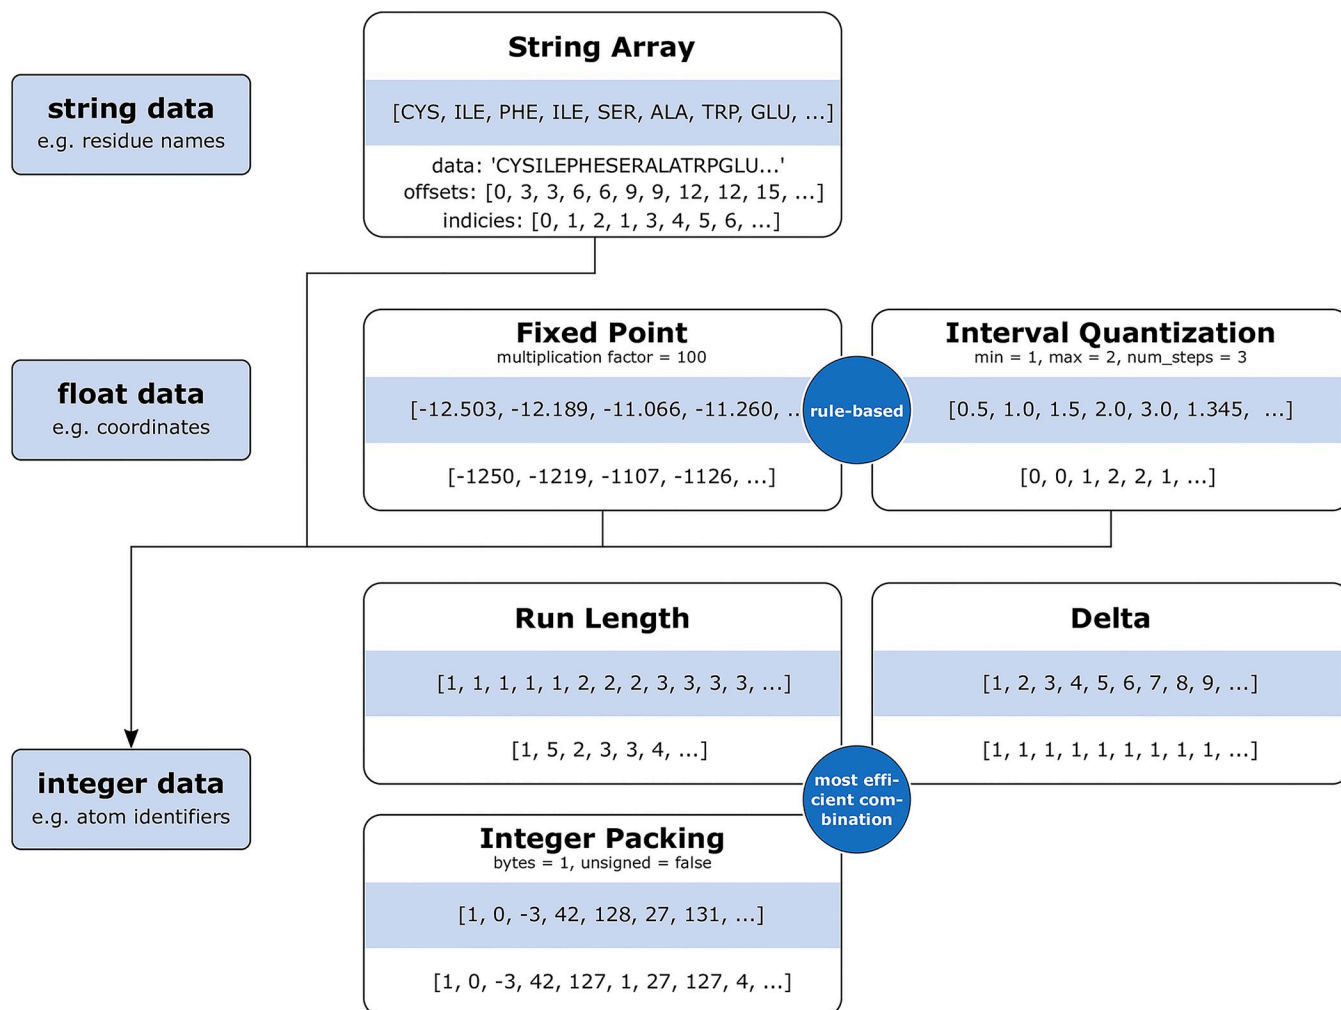 String Array
string data
e.g. residue names
[CYS, ILE, PHE, ILE, SER, ALA, TRP, GLU, ...]
data: 'CYSILEPHESERALATRPGLU...'
offsets: [0, 3, 3, 6, 6, 9, 9, 12, 12, 15, ...]
indicies: [0, 1, 2, 1, 3, 4, 5, 6, ...]
Fixed Point
multiplication factor = 100
Interval Quantization
min = 1, max = 2, num_steps = 3
float data
e.g. coordinates
[-12.503, -12.189, -11.066, -11.260, ..
rule-based
[0.5, 1.0, 1.5, 2.0, 3.0, 1.345, ...]
[-1250, -1219, -1107, -1126, ...]
[0, 0, 1, 2, 2, 1, ...]
Run Length
Delta
[1, 1, 1, 1, 1, 2, 2, 2, 3, 3, 3, 3, ...]
[1, 2, 3, 4, 5, 6, 7, 8, 9, ...]
[1, 5, 2, 3, 3, 4, ...]
[1, 1, 1, 1, 1, 1, 1, 1, 1, ...]
integer data
e.g. atom identifiers
most effi-
cient com-
bination
Integer Packing
bytes = 1, unsigned = false
[1, 0, -3, 42, 128, 27, 131, ...]
[1, 0, -3, 42, 127, 1, 27, 127, 4, ...]